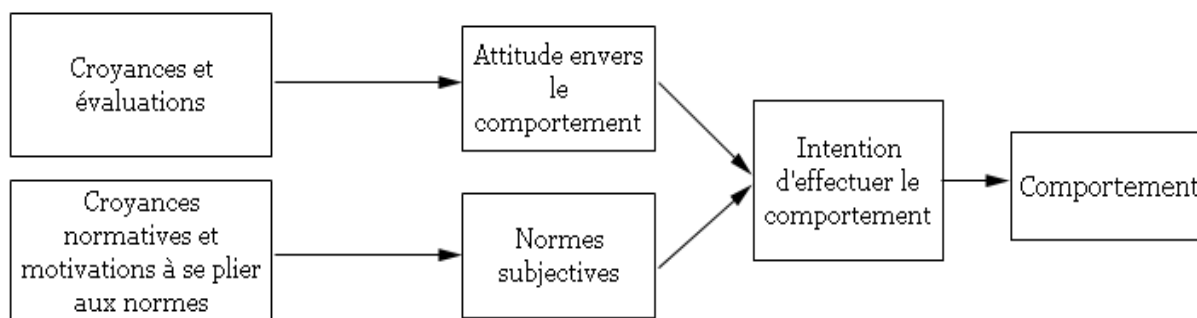 Croyances et
évaluations
Attitude envers
le
comportement
Croyances
normatives et
motivations à se plier
aux normes
Normes
subjectives
Intention
d'effectuer le
comportement
Comportement